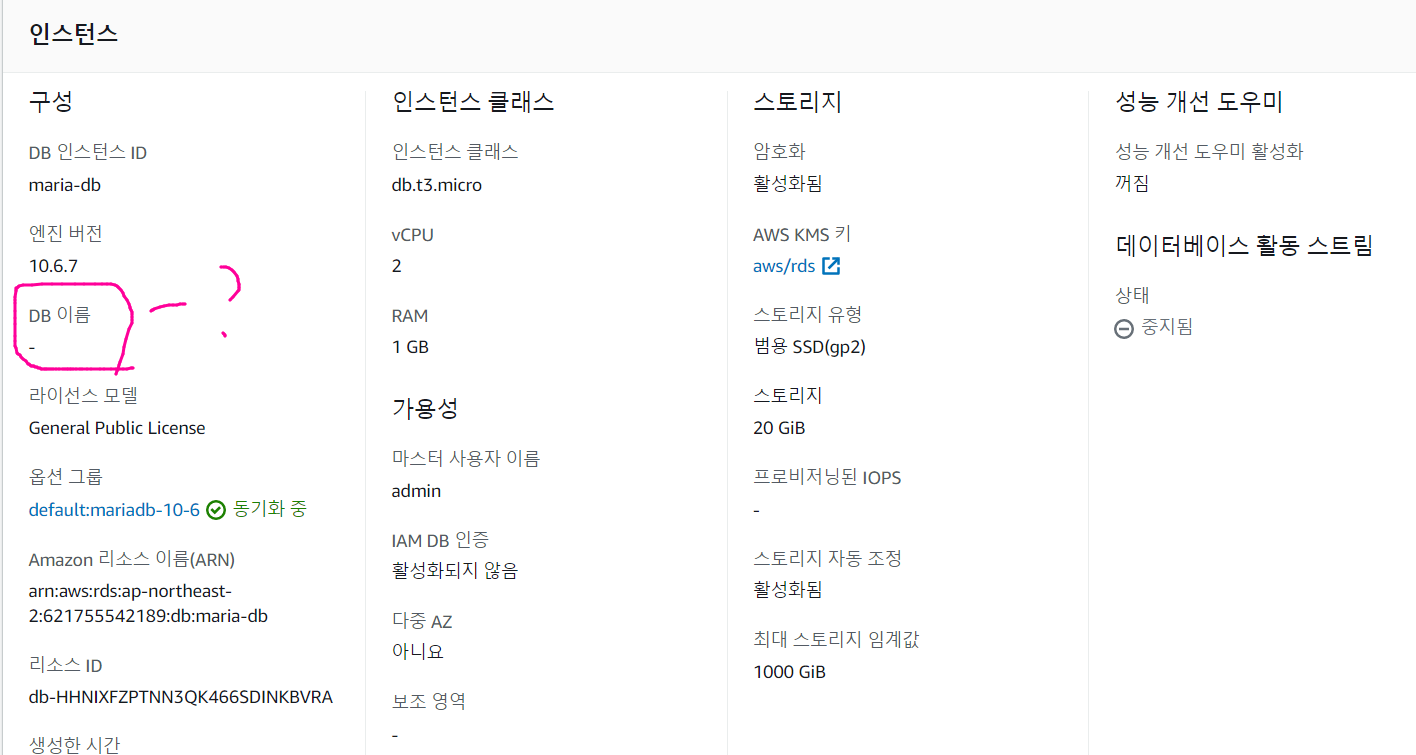 인스턴스
구성
DB 인스턴스 ID
maria-db
엔진 버전
10.6.7
DB 이름
-
- ?
라이선스 모델
General Public License
옵션 그룹
default:mariadb-10-6 동기화 중
Amazon 리소스 이름(ARN)
arn:aws:rds:ap-northeast-
2:621755542189:db:maria-db
리소스 ID
db-HHNIXFZPTNN3QK466SDINKBVRA
생성한 시간
인스턴스 클래스
인스턴스 클래스
db.t3.micro
vCPU
2
RAM
1 GB
가용성
마스터 사용자 이름
admin
IAM DB 인증
활성화되지 않음
다중 AZ
아니요
보조 영역
-
스토리지
암호화
활성화됨
AWS KMS 키
aws/rds
스토리지 유형
범용 SSD(gp2)
스토리지
20 GiB
프로비저닝된 IOPS
-
스토리지 자동 조정
활성화됨
최대 스토리지 임계값
1000 GiB
성능 개선 도우미
성능 개선 도우미 활성화
꺼짐
데이터베이스 활동 스트림
상태
중지됨